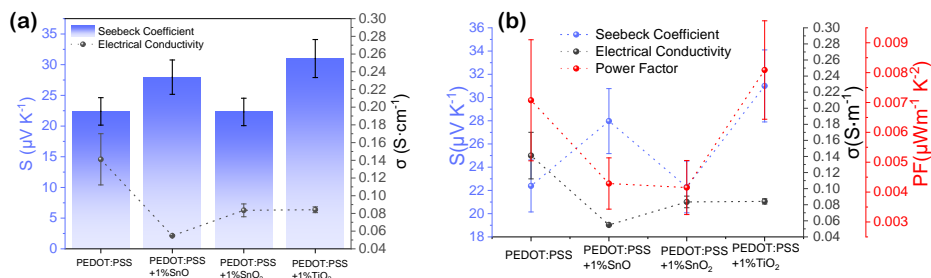 (a)
Seebeck Coefficient
Electrical Conductivity
S (µV K⁻¹)
40
35
30
25
20
15
10
5
0
0.30
0.28
0.26
0.24
0.22
0.20
0.18
0.16
0.14
0.12
0.10
0.08
0.06
0.04
σ (S·cm⁻¹)
PEDOT:PSS
PEDOT:PSS
+1%SnO
PEDOT:PSS
+1%SnO₂
PEDOT:PSS
+1%TiO₂
(b)
Seebeck Coefficient
Electrical Conductivity
Power Factor
S(µV K⁻¹)
36
34
32
30
28
26
24
22
20
19
0.30
0.28
0.26
0.24
0.22
0.20
0.18
0.16
0.14
0.12
0.10
0.08
0.06
0.04
σ(S·m⁻¹)
0.009
0.008
0.007
0.006
0.005
0.004
0.003
PF(µWm⁻¹ K⁻²)
PEDOT:PSS
PEDOT:PSS
+1%SnO
PEDOT:PSS
+1%SnO₂
PEDOT:PSS
+1%TiO₂